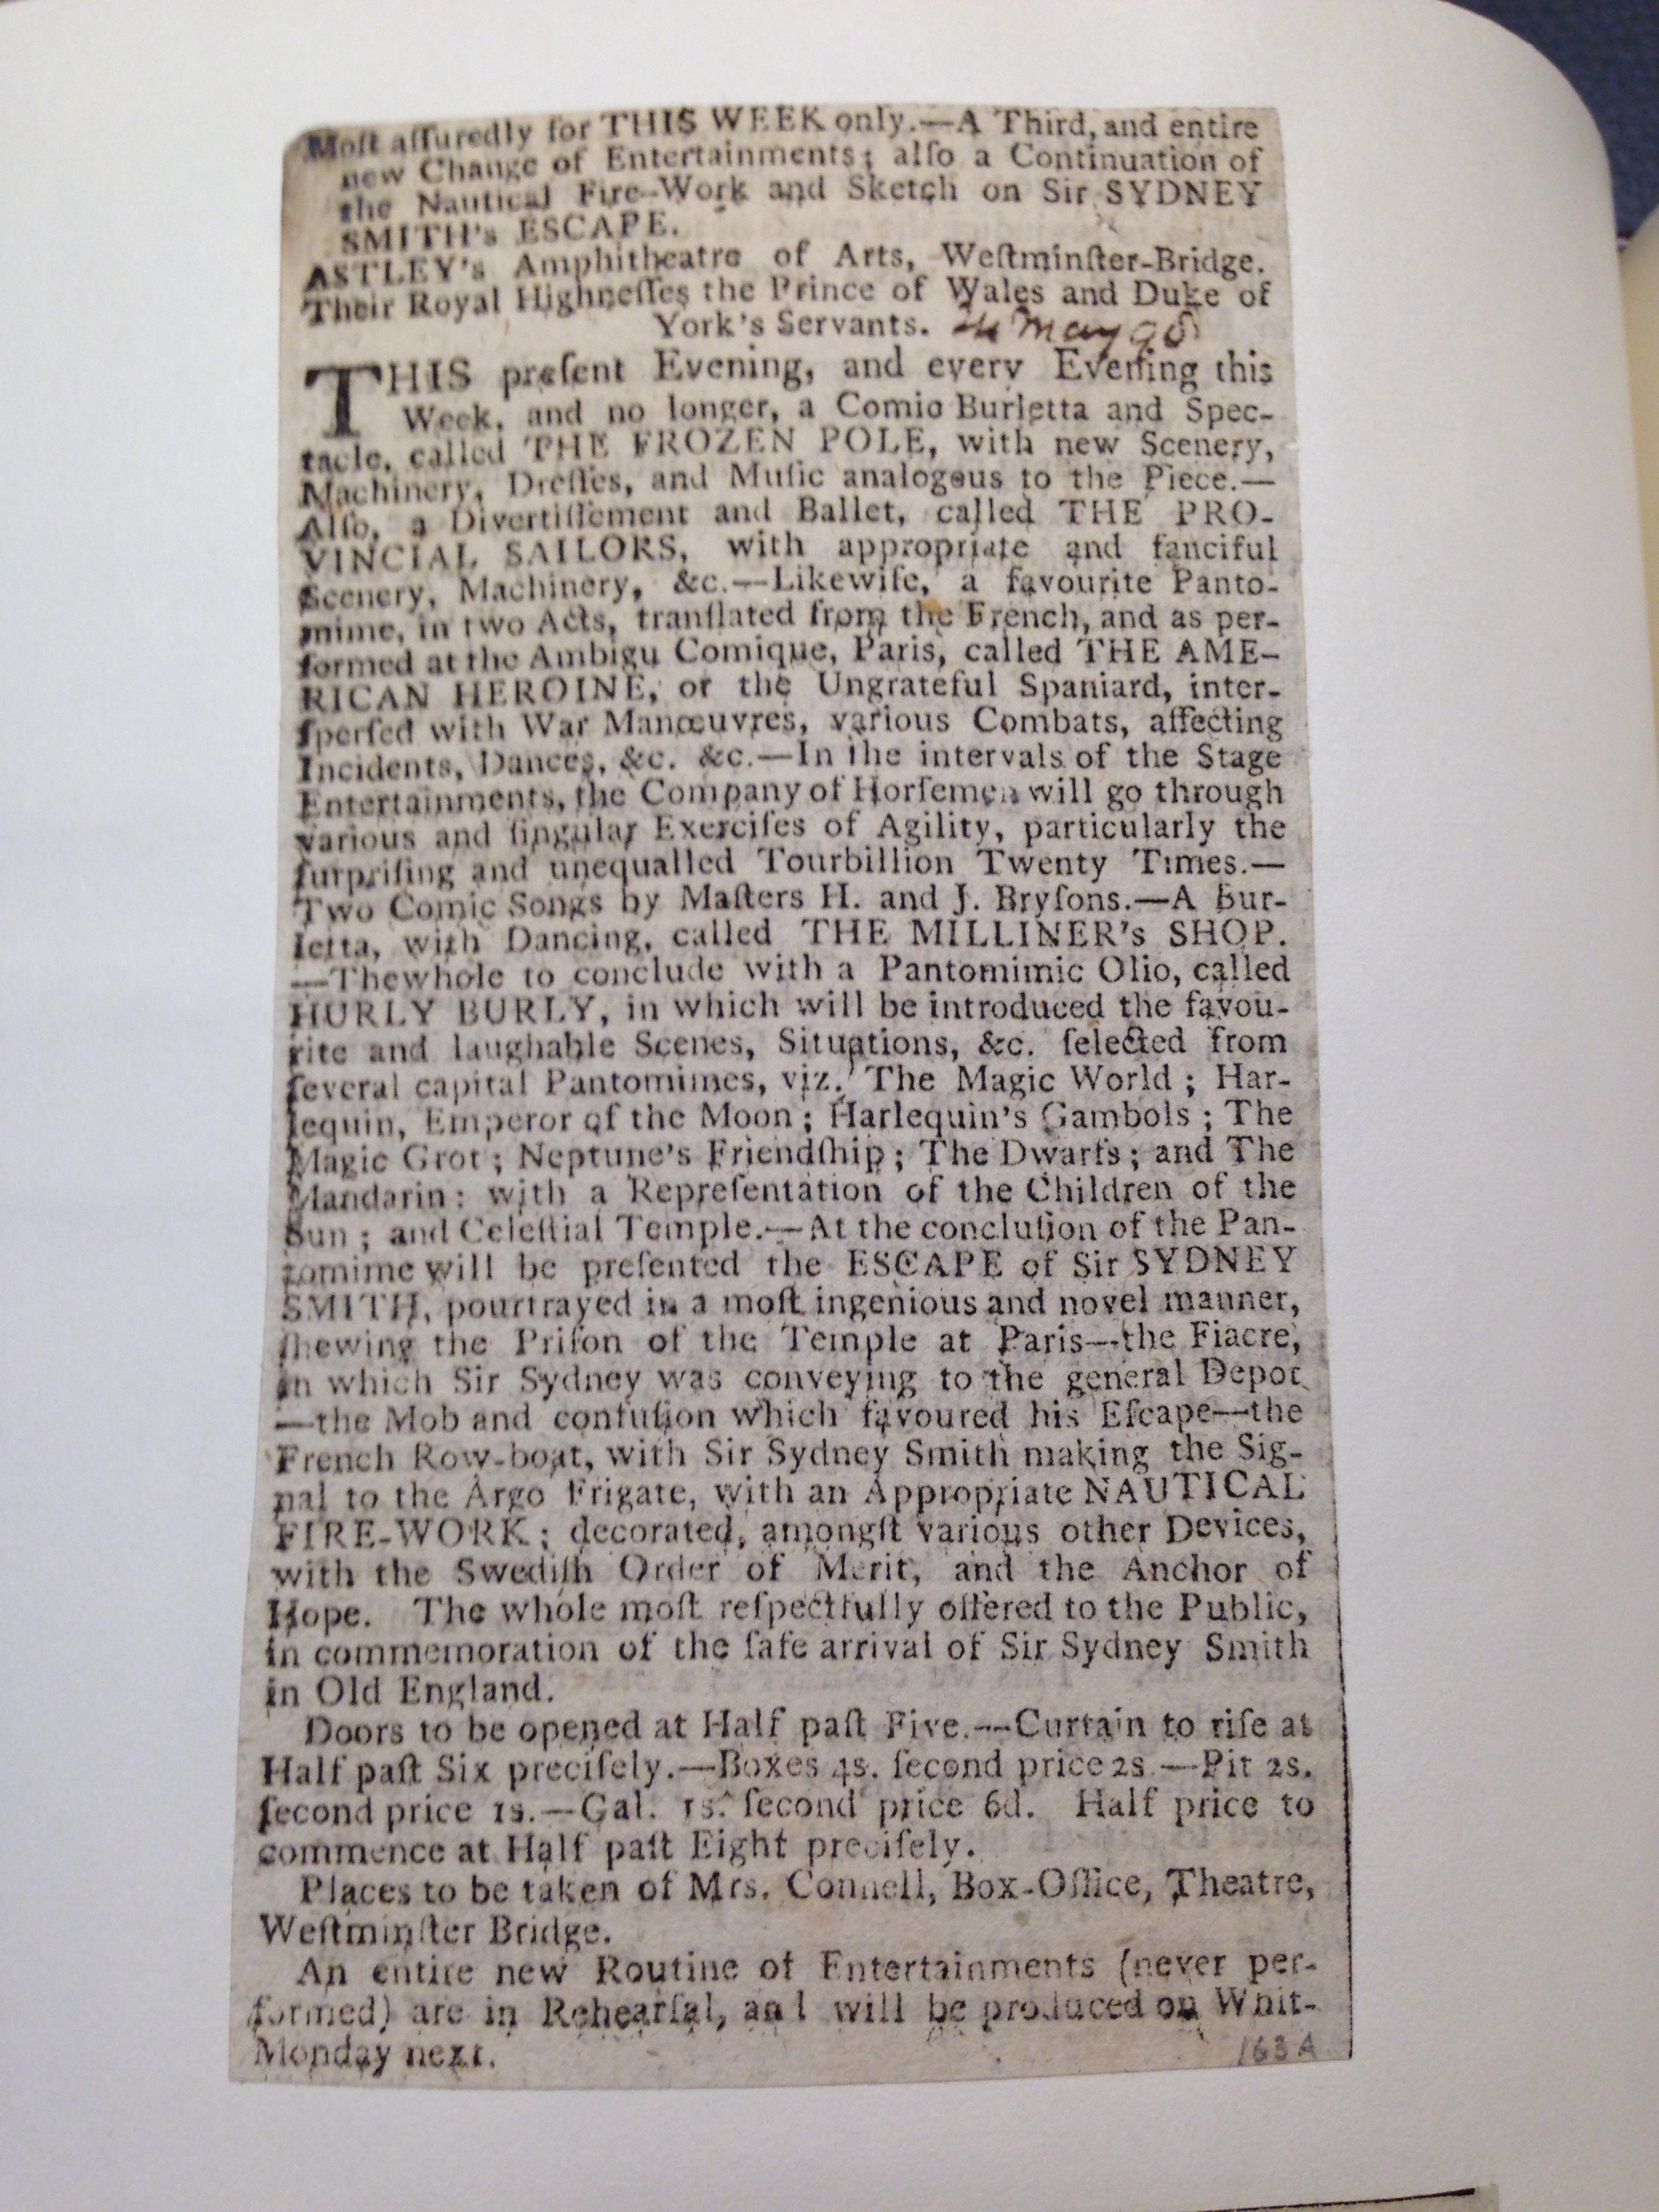 Moſt aſſuredly for THIS WEEK only.—A Third, and entire
new Change of Entertainments; alſo a Continuation of
the Nautical Fire-Work and Sketch on Sir SYDNEY
SMITH's ESCAPE.
ASTLEY's Amphitheatre of Arts, Weſtminſter-Bridge.
Their Royal Highneſſes the Prince of Wales and Duke of
York's Servants. May 98
THIS preſent Evening, and every Evening this
Week, and no longer, a Comic Burletta and Spec-
tacle, called THE FROZEN POLE, with new Scenery,
Machinery, Dreſſes, and Muſic analogous to the Piece.—
Alſo, a Divertiſſement and Ballet, called THE PRO-
VINCIAL SAILORS, with appropriate and fanciful
Scenery, Machinery, &c.—Likewiſe, a favourite Panto-
mime, in two Acts, tranſlated from the French, and as per-
formed at the Ambigu Comique, Paris, called THE AME-
RICAN HEROINE, or the Ungrateful Spaniard, inter-
ſperſed with War Manœuvres, various Combats, affecting
Incidents, Dances, &c. &c.—In the intervals of the Stage
Entertainments, the Company of Horſemen will go through
various and ſingular Exerciſes of Agility, particularly the
ſurpriſing and unequalled Tourbillion Twenty Times.—
Two Comic Songs by Maſters H. and J. Bryſons.—A Bur-
letta, with Dancing, called THE MILLINER's SHOP.
—The whole to conclude with a Pantomimic Olio, called
HURLY BURLY, in which will be introduced the favou-
rite and laughable Scenes, Situations, &c. ſelected from
ſeveral capital Pantomimes, viz. The Magic World; Har-
lequin, Emperor of the Moon; Harlequin's Gambols; The
Magic Grot; Neptune's Friendſhip; The Dwarfs; and The
Mandarin: with a Repreſentation of the Children of the
Sun; and Celeſtial Temple.—At the concluſion of the Pan-
tomime will be preſented the ESCAPE of Sir SYDNEY
SMITH, pourtrayed in a moſt ingenious and novel manner,
ſhewing the Priſon of the Temple at Paris—the Fiacre,
in which Sir Sydney was conveying to the general Depot
—the Mob and confuſion which favoured his Eſcape—the
French Row-boat, with Sir Sydney Smith making the Sig-
nal to the Argo Frigate, with an Appropriate NAUTICAL
FIRE-WORK; decorated, amongſt various other Devices,
with the Swediſh Order of Merit, and the Anchor of
Hope. The whole moſt reſpectfully offered to the Public,
in commemoration of the ſafe arrival of Sir Sydney Smith
in Old England.
Doors to be opened at Half paſt Five.—Curtain to riſe at
Half paſt Six preciſely.—Boxes 4s. ſecond price 2s.—Pit 2s.
ſecond price 1s.—Gal. 1s. ſecond price 6d. Half price to
commence at Half paſt Eight preciſely.
Places to be taken of Mrs. Connell, Box-Office, Theatre,
Weſtminſter Bridge.
An entire new Routine of Entertainments (never per-
formed) are in Rehearſal, and will be produced on Whit-
Monday next.
163A